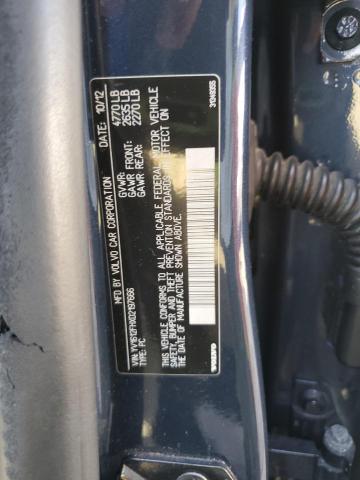 MFD BY: VOLVO CAR CORPORATION DATE: 10/12
GVWR: 4770 LB
GAWR FRONT: 2635 LB
GAWR REAR: 2270 LB
VIN: YV1612FH0D2197666
TYPE: PC
THIS VEHICLE CONFORMS TO ALL APPLICABLE FEDERAL MOTOR VEHICLE
SAFETY, BUMPER AND THEFT PREVENTION STANDARDS IN EFFECT ON
THE DATE OF MANUFACTURE SHOWN ABOVE.
VOLVO